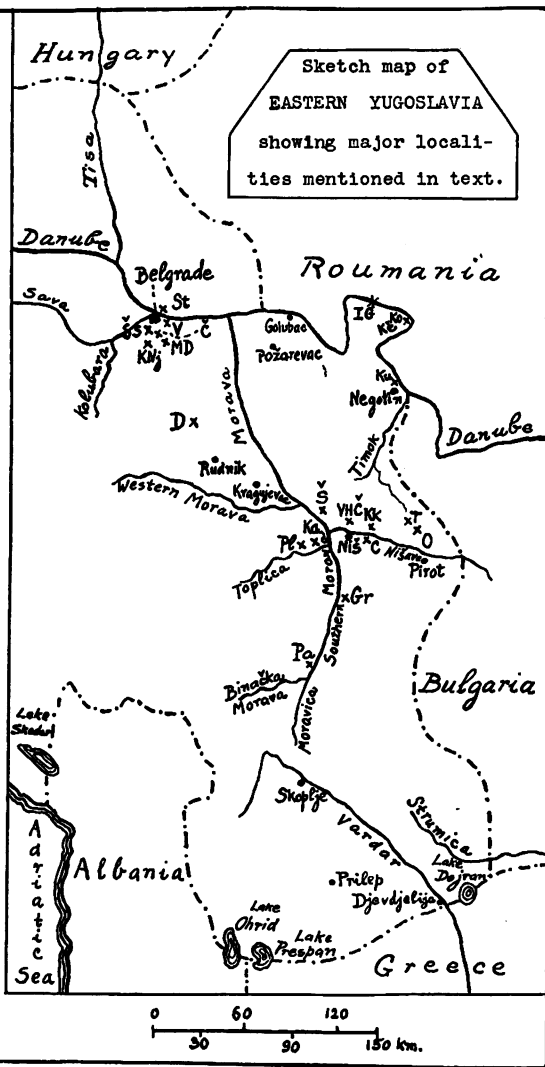 Hungary
Sketch map of
EASTERN YUGOSLAVIA
showing major locali-
ties mentioned in text.
Tisa
Danube
Belgrade
Roumania
Sava
St
Š
S
V
Č
MD
KNj
Kolubara
Golubac
Požarevac
IG
Ko
Ke
Ku
Negotin
Danube
Morava
D
Timok
Rudnik
Kragujevac
Western Morava
Š
VHČ
KK
T
O
Ka
Pl
Niš
C
Nišava
Pirot
Toplica
Morava
Southern
Gr
Pa
Binačka
Morava
Moravica
Bulgaria
Lake
Skadar
Skoplje
Vardar
Strumica
Adriatic
Sea
Albania
Prilep
Djevdjelija
Lake
Dojran
Lake
Ohrid
Lake
Prespan
Greece
0 60 120
30 90 150 km.